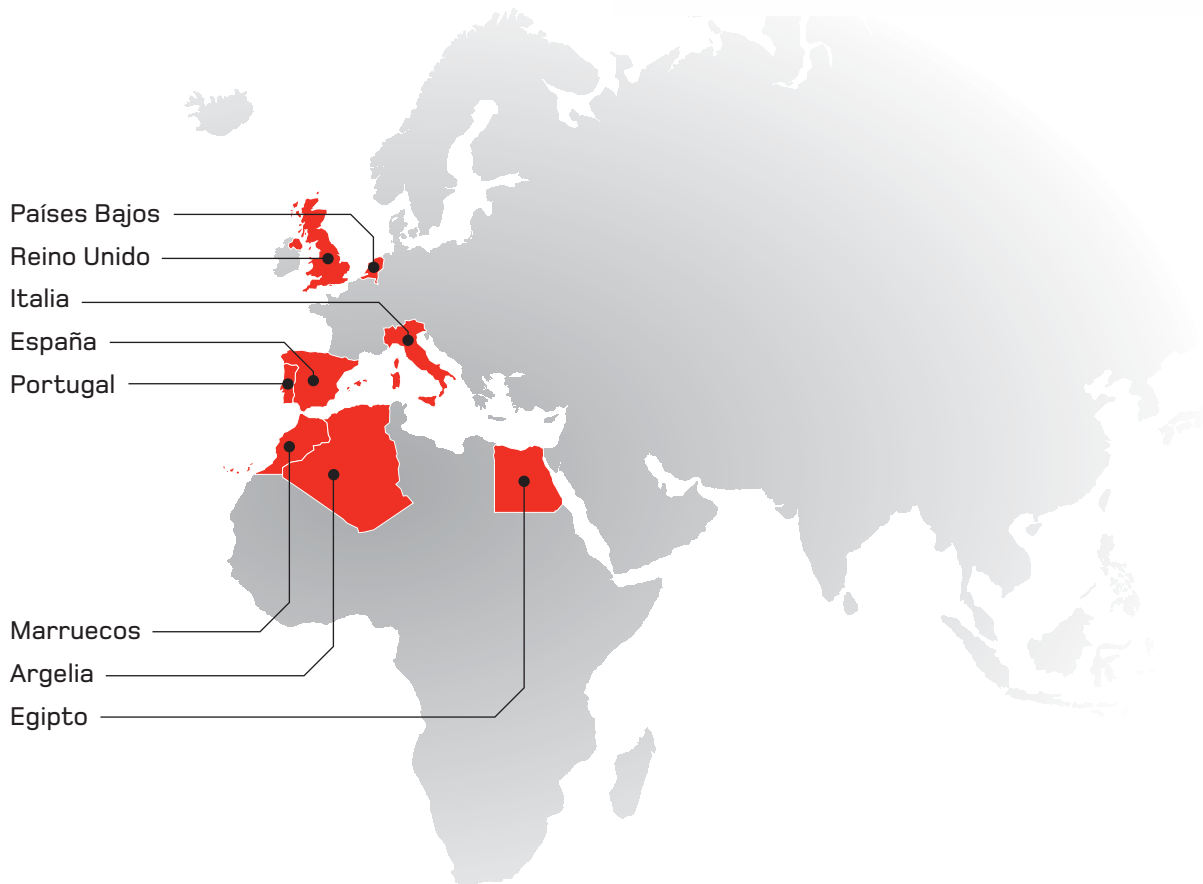 Países Bajos
Reino Unido
Italia
España
Portugal
Marruecos
Argelia
Egipto